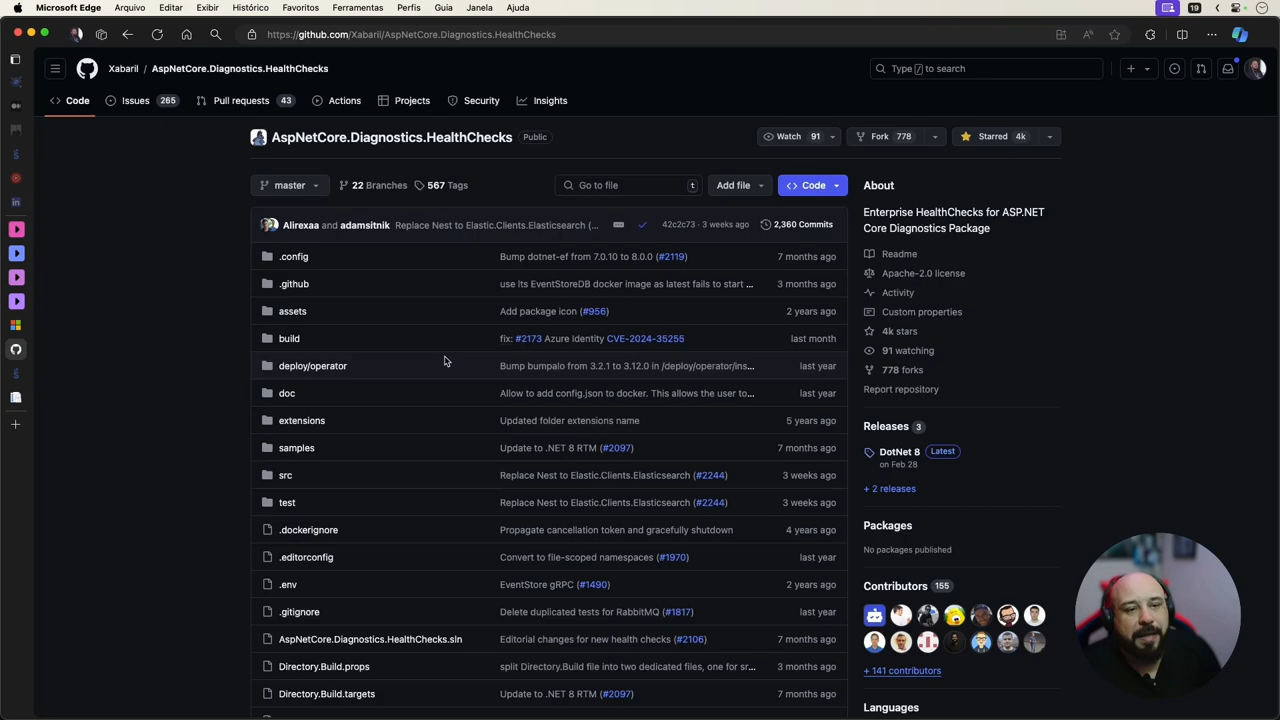 Microsoft Edge Arquivo Editar Exibir Histórico Favoritos Ferramentas Perfis Guia Janela Ajuda 19
https://github.com/Xabaril/AspNetCore.Diagnostics.HealthChecks
Xabaril / AspNetCore.Diagnostics.HealthChecks Type / to search
Code Issues 265 Pull requests 43 Actions Projects Security Insights
AspNetCore.Diagnostics.HealthChecks Public Watch 91 Fork 778 Starred 4k
master 22 Branches 567 Tags Go to file t Add file Code
Alirexaa and adamsitnik Replace Nest to Elastic.Clients.Elasticsearch (... 42c2c73 · 3 weeks ago 2,360 Commits
.config Bump dotnet-ef from 7.0.10 to 8.0.0 (#2119) 7 months ago
.github use lts EventStoreDB docker image as latest fails to start ... 3 months ago
assets Add package icon (#956) 2 years ago
build fix: #2173 Azure Identity CVE-2024-35255 last month
deploy/operator Bump bumpalo from 3.2.1 to 3.12.0 in /deploy/operator/ins... last year
doc Allow to add config.json to docker. This allows the user to... last year
extensions Updated folder extensions name 5 years ago
samples Update to .NET 8 RTM (#2097) 7 months ago
src Replace Nest to Elastic.Clients.Elasticsearch (#2244) 3 weeks ago
test Replace Nest to Elastic.Clients.Elasticsearch (#2244) 3 weeks ago
.dockerignore Propagate cancellation token and gracefully shutdown 4 years ago
.editorconfig Convert to file-scoped namespaces (#1970) last year
.env EventStore gRPC (#1490) 2 years ago
.gitignore Delete duplicated tests for RabbitMQ (#1817) last year
AspNetCore.Diagnostics.HealthChecks.sln Editorial changes for new health checks (#2106) 7 months ago
Directory.Build.props split Directory.Build file into two dedicated files, one for sr... 3 months ago
Directory.Build.targets Update to .NET 8 RTM (#2097) 7 months ago
About
Enterprise HealthChecks for ASP.NET
Core Diagnostics Package
Readme
Apache-2.0 license
Activity
Custom properties
4k stars
91 watching
778 forks
Report repository
Releases 3
DotNet 8 Latest
on Feb 28
+ 2 releases
Packages
No packages published
Contributors 155
+ 141 contributors
Languages